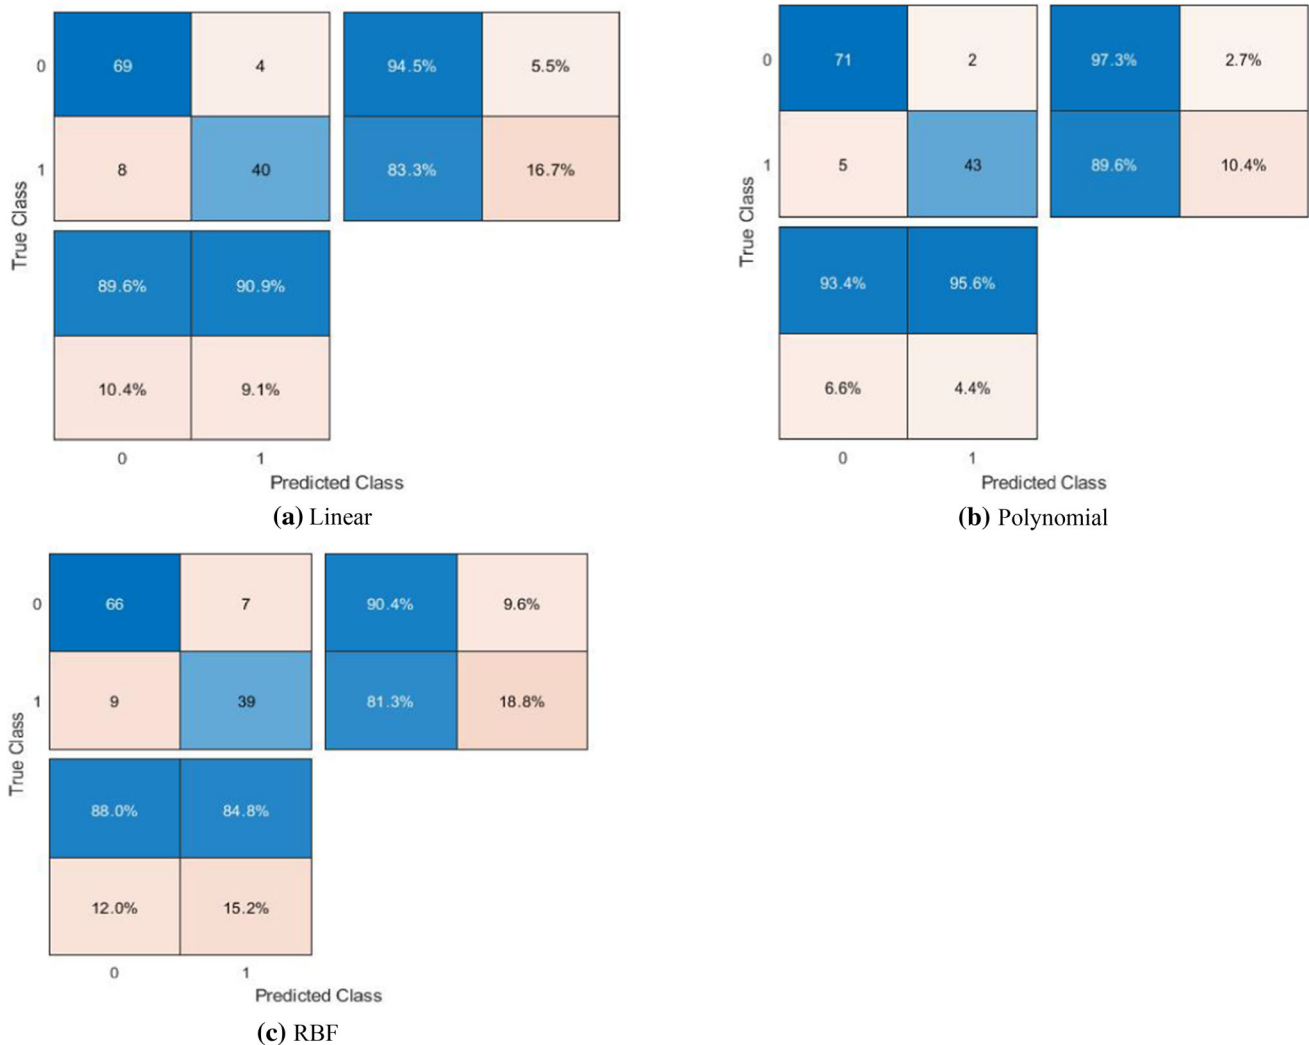 0 69 4 94.5% 5.5%
1 8 40 83.3% 16.7%
True Class
89.6% 90.9%
10.4% 9.1%
0 1
Predicted Class
(a) Linear
0 71 2 97.3% 2.7%
1 5 43 89.6% 10.4%
True Class
93.4% 95.6%
6.6% 4.4%
0 1
Predicted Class
(b) Polynomial
0 66 7 90.4% 9.6%
1 9 39 81.3% 18.8%
True Class
88.0% 84.8%
12.0% 15.2%
0 1
Predicted Class
(c) RBF